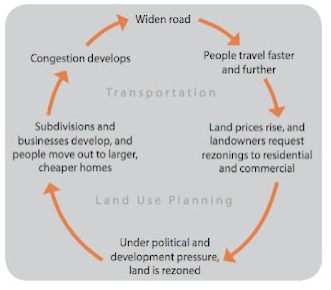 Widen road
People travel faster
and further
Land prices rise, and
landowners request
rezonings to residential
and commercial
Under political and
development pressure,
land is rezoned
Subdivisions and
businesses develop, and
people move out to larger,
cheaper homes
Congestion develops
Transportation
Land Use Planning